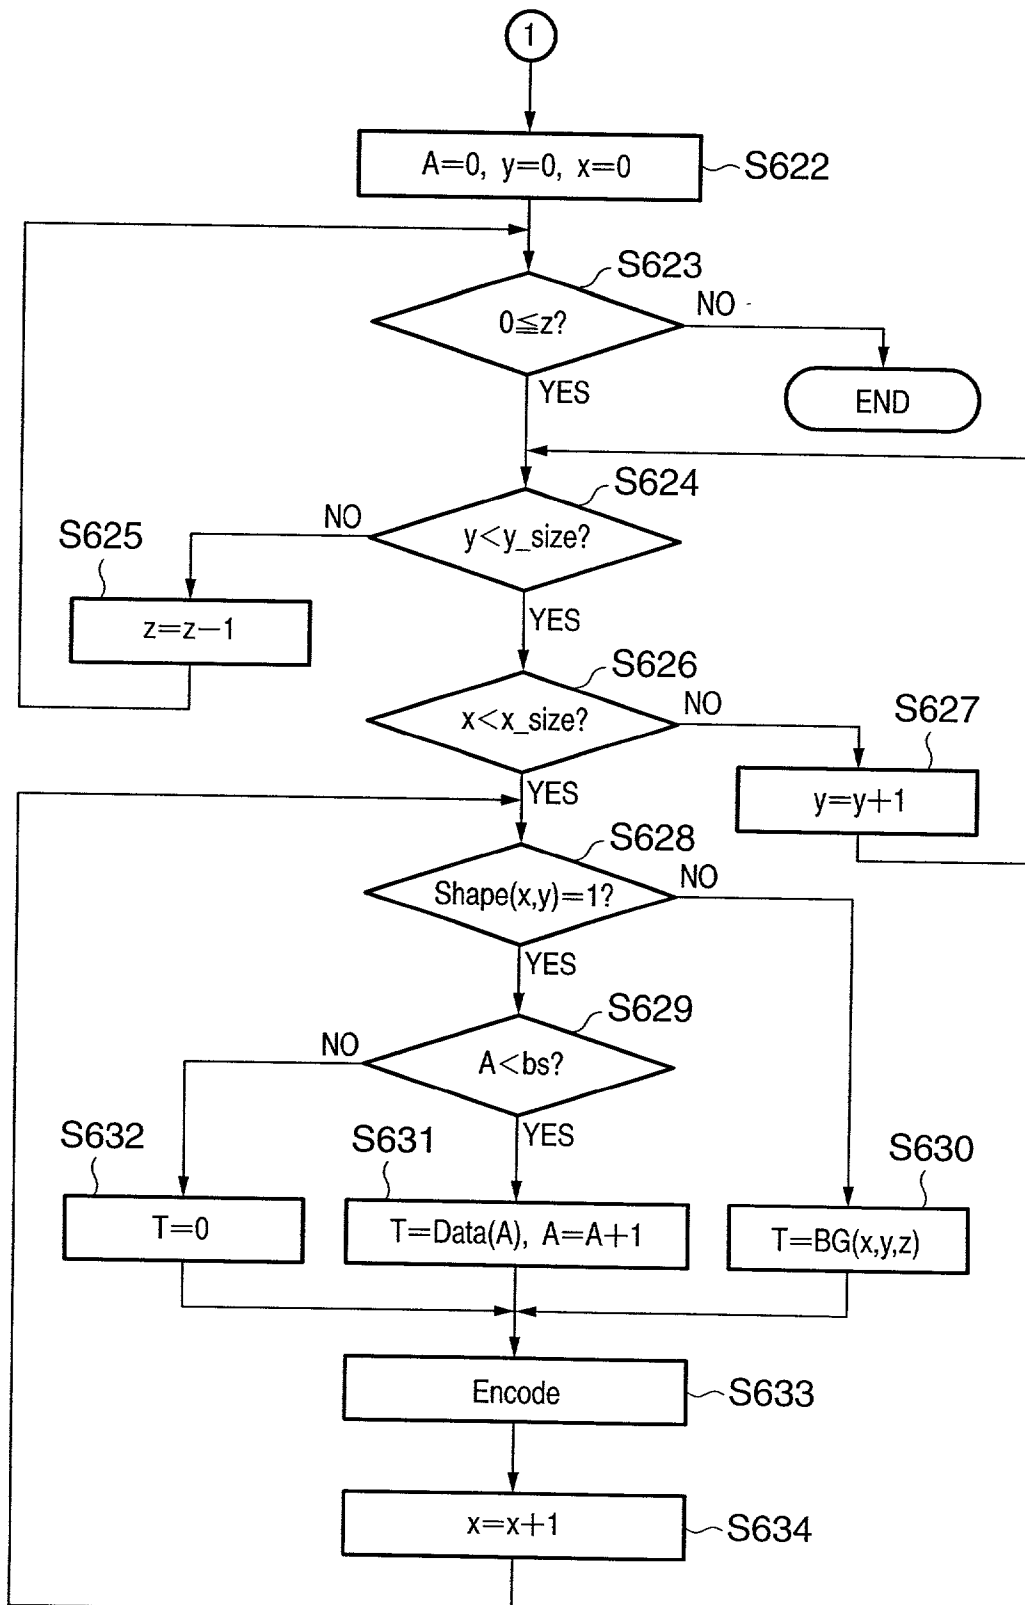 1
A=0, y=0, x=0
S622
S623
0≦z?
NO
YES
END
S624
y<y_size?
NO
S625
z=z−1
YES
S626
x<x_size?
NO
S627
y=y+1
YES
S628
Shape(x,y)=1?
NO
YES
S629
A<bs?
NO
YES
S632
T=0
S631
T=Data(A), A=A+1
S630
T=BG(x,y,z)
Encode
S633
x=x+1
S634